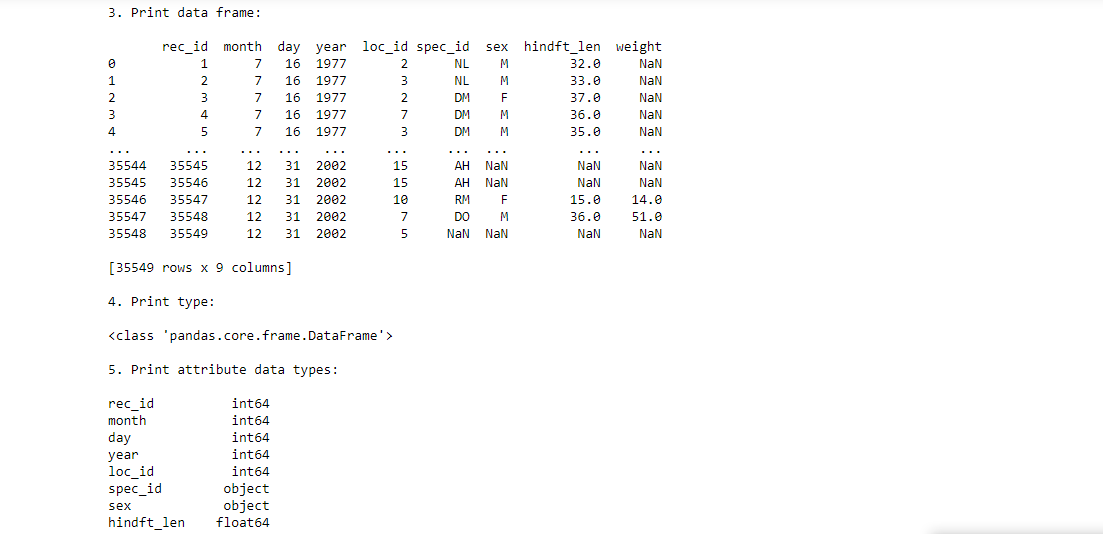 3. Print data frame:
rec_id month day year loc_id spec_id sex hindft_len weight
0 1 7 16 1977 2 NL M 32.0 NaN
1 2 7 16 1977 3 NL M 33.0 NaN
2 3 7 16 1977 2 DM F 37.0 NaN
3 4 7 16 1977 7 DM M 36.0 NaN
4 5 7 16 1977 3 DM M 35.0 NaN
... ... ... ... ... ... ... ... ... ...
35544 35545 12 31 2002 15 AH NaN NaN NaN
35545 35546 12 31 2002 15 AH NaN NaN NaN
35546 35547 12 31 2002 10 RM F 15.0 14.0
35547 35548 12 31 2002 7 DO M 36.0 51.0
35548 35549 12 31 2002 5 NaN NaN NaN NaN
[35549 rows x 9 columns]
4. Print type:
<class 'pandas.core.frame.DataFrame'>
5. Print attribute data types:
rec_id int64
month int64
day int64
year int64
loc_id int64
spec_id object
sex object
hindft_len float64